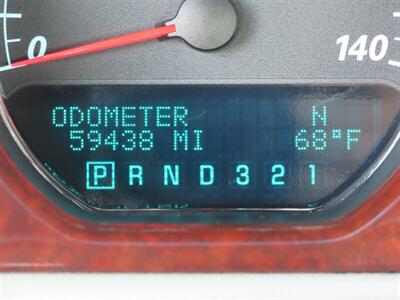 0 140
ODOMETER N
59438 MI 68°F
P R N D 3 2 1